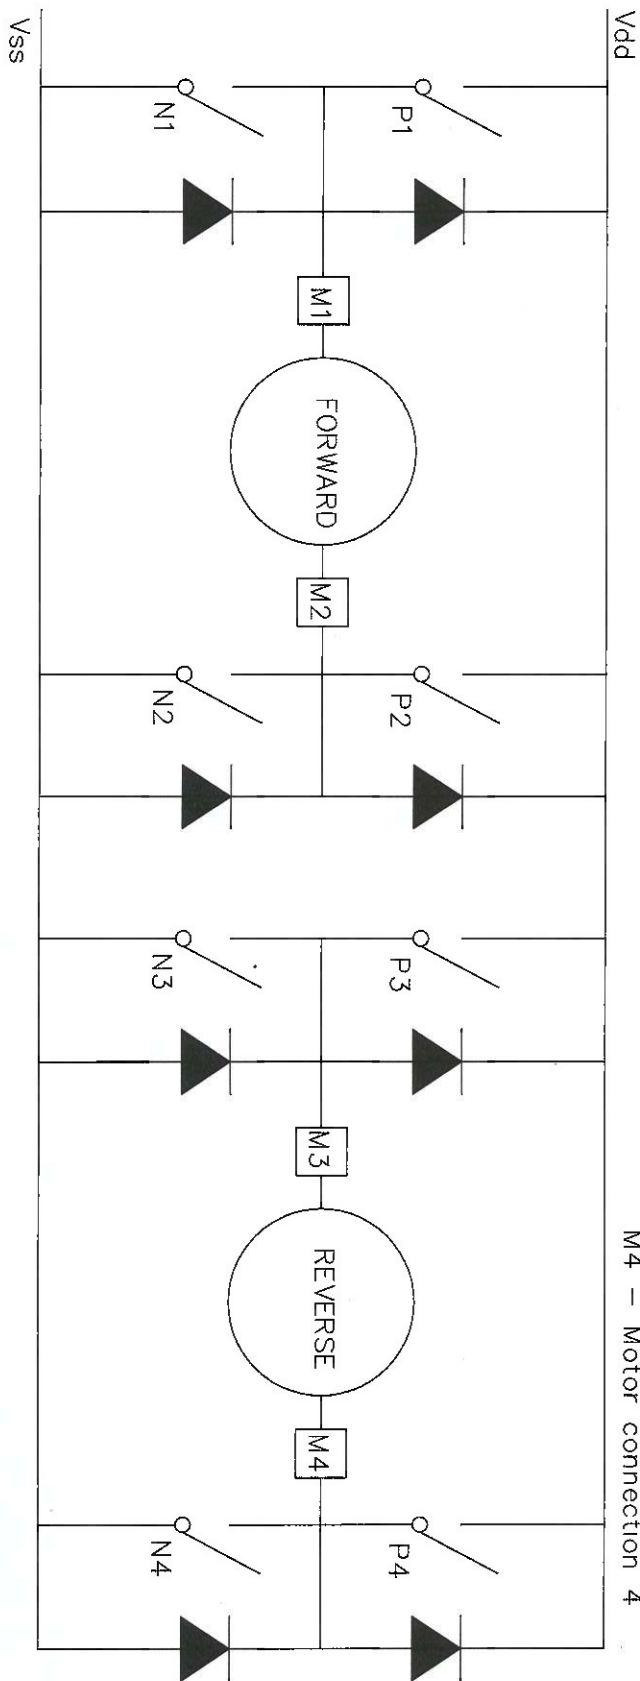 M4 – Motor connection 4
Vdd
P1
P2
P3
P4
M1
FORWARD
M2
M3
REVERSE
M4
N1
N2
N3
N4
Vss